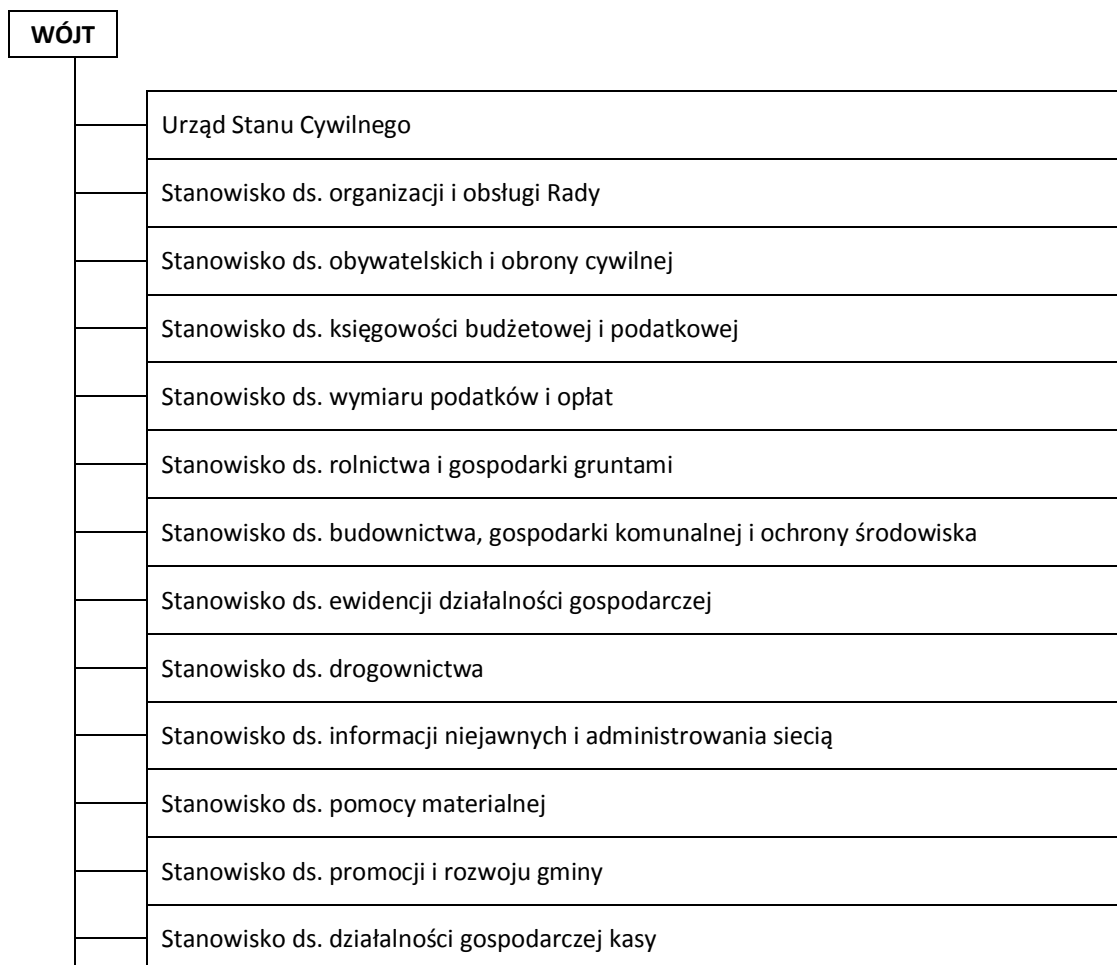 WÓJT
Urząd Stanu Cywilnego
Stanowisko ds. organizacji i obsługi Rady
Stanowisko ds. obywatelskich i obrony cywilnej
Stanowisko ds. księgowości budżetowej i podatkowej
Stanowisko ds. wymiaru podatków i opłat
Stanowisko ds. rolnictwa i gospodarki gruntami
Stanowisko ds. budownictwa, gospodarki komunalnej i ochrony środowiska
Stanowisko ds. ewidencji działalności gospodarczej
Stanowisko ds. drogownictwa
Stanowisko ds. informacji niejawnych i administrowania siecią
Stanowisko ds. pomocy materialnej
Stanowisko ds. promocji i rozwoju gminy
Stanowisko ds. działalności gospodarczej kasy